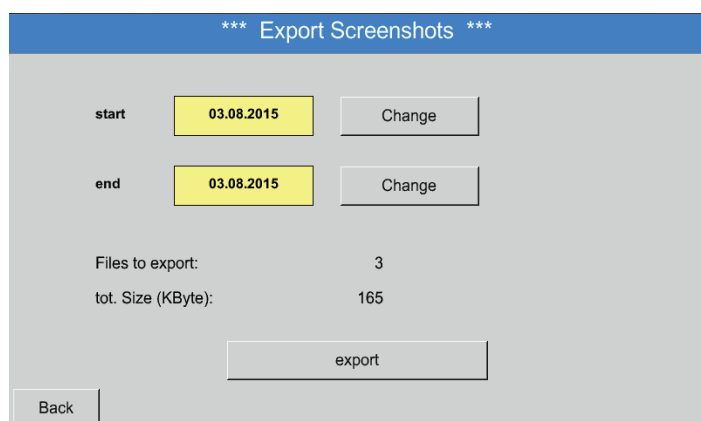 *** Export Screenshots ***
start 03.08.2015 Change
end 03.08.2015 Change
Files to export: 3
tot. Size (KByte): 165
export
Back